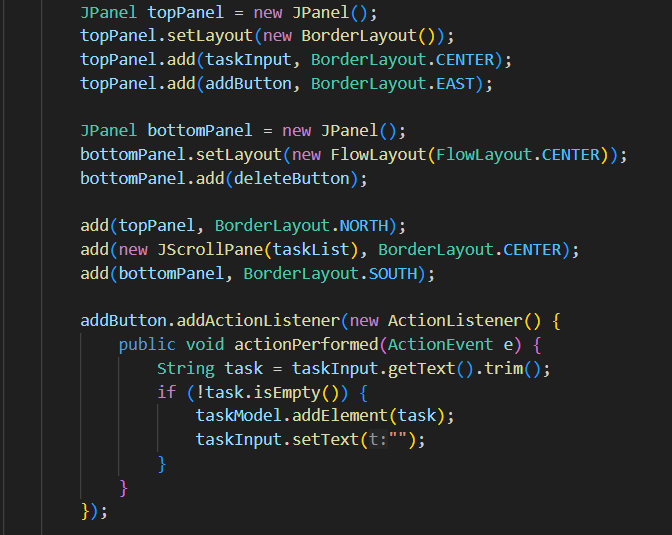 JPanel topPanel = new JPanel();
topPanel.setLayout(new BorderLayout());
topPanel.add(taskInput, BorderLayout.CENTER);
topPanel.add(addButton, BorderLayout.EAST);

JPanel bottomPanel = new JPanel();
bottomPanel.setLayout(new FlowLayout(FlowLayout.CENTER));
bottomPanel.add(deleteButton);

add(topPanel, BorderLayout.NORTH);
add(new JScrollPane(taskList), BorderLayout.CENTER);
add(bottomPanel, BorderLayout.SOUTH);

addButton.addActionListener(new ActionListener() {
    public void actionPerformed(ActionEvent e) {
        String task = taskInput.getText().trim();
        if (!task.isEmpty()) {
            taskModel.addElement(task);
            taskInput.setText(t:"");
        }
    }
});